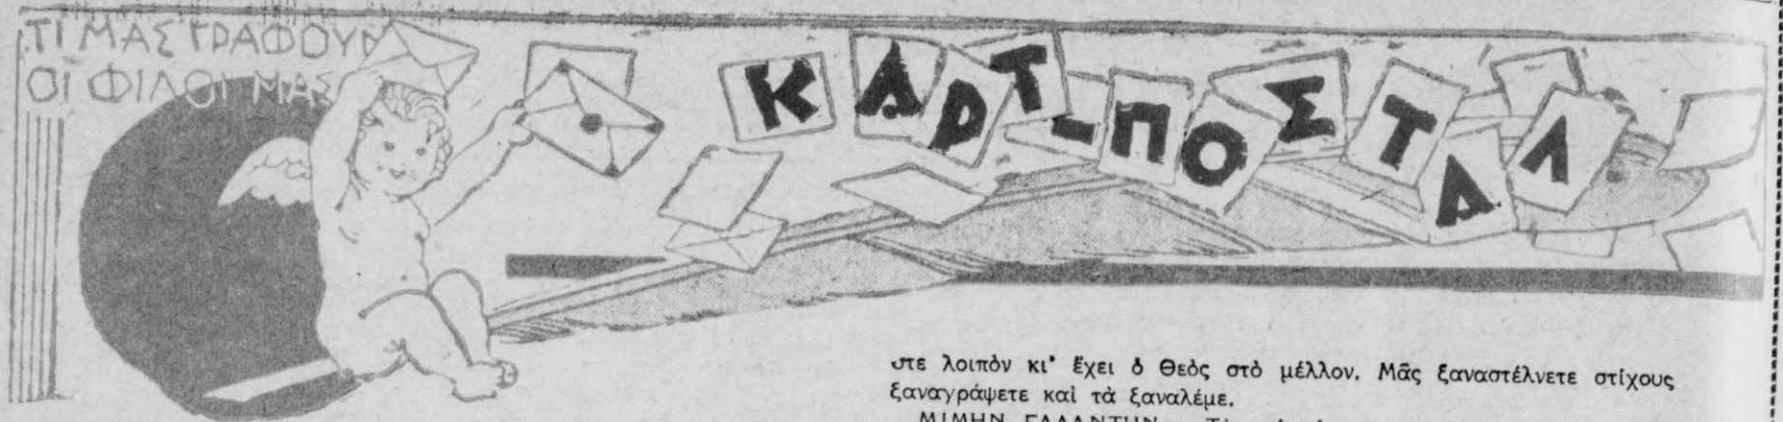 ΤΙ ΜΑΣ ΓΡΑΦΟΥΝ
ΟΙ ΦΙΛΟΙ ΜΑΣ
ΚΑΡΤ-ΠΟΣΤΑΛ
στε λοιπὸν κι' ἔχει ὁ Θεὸς στὸ μέλλον. Μᾶς ξαναστέλνετε στίχους
ξαναγράψετε καὶ τὰ ξαναλέμε.